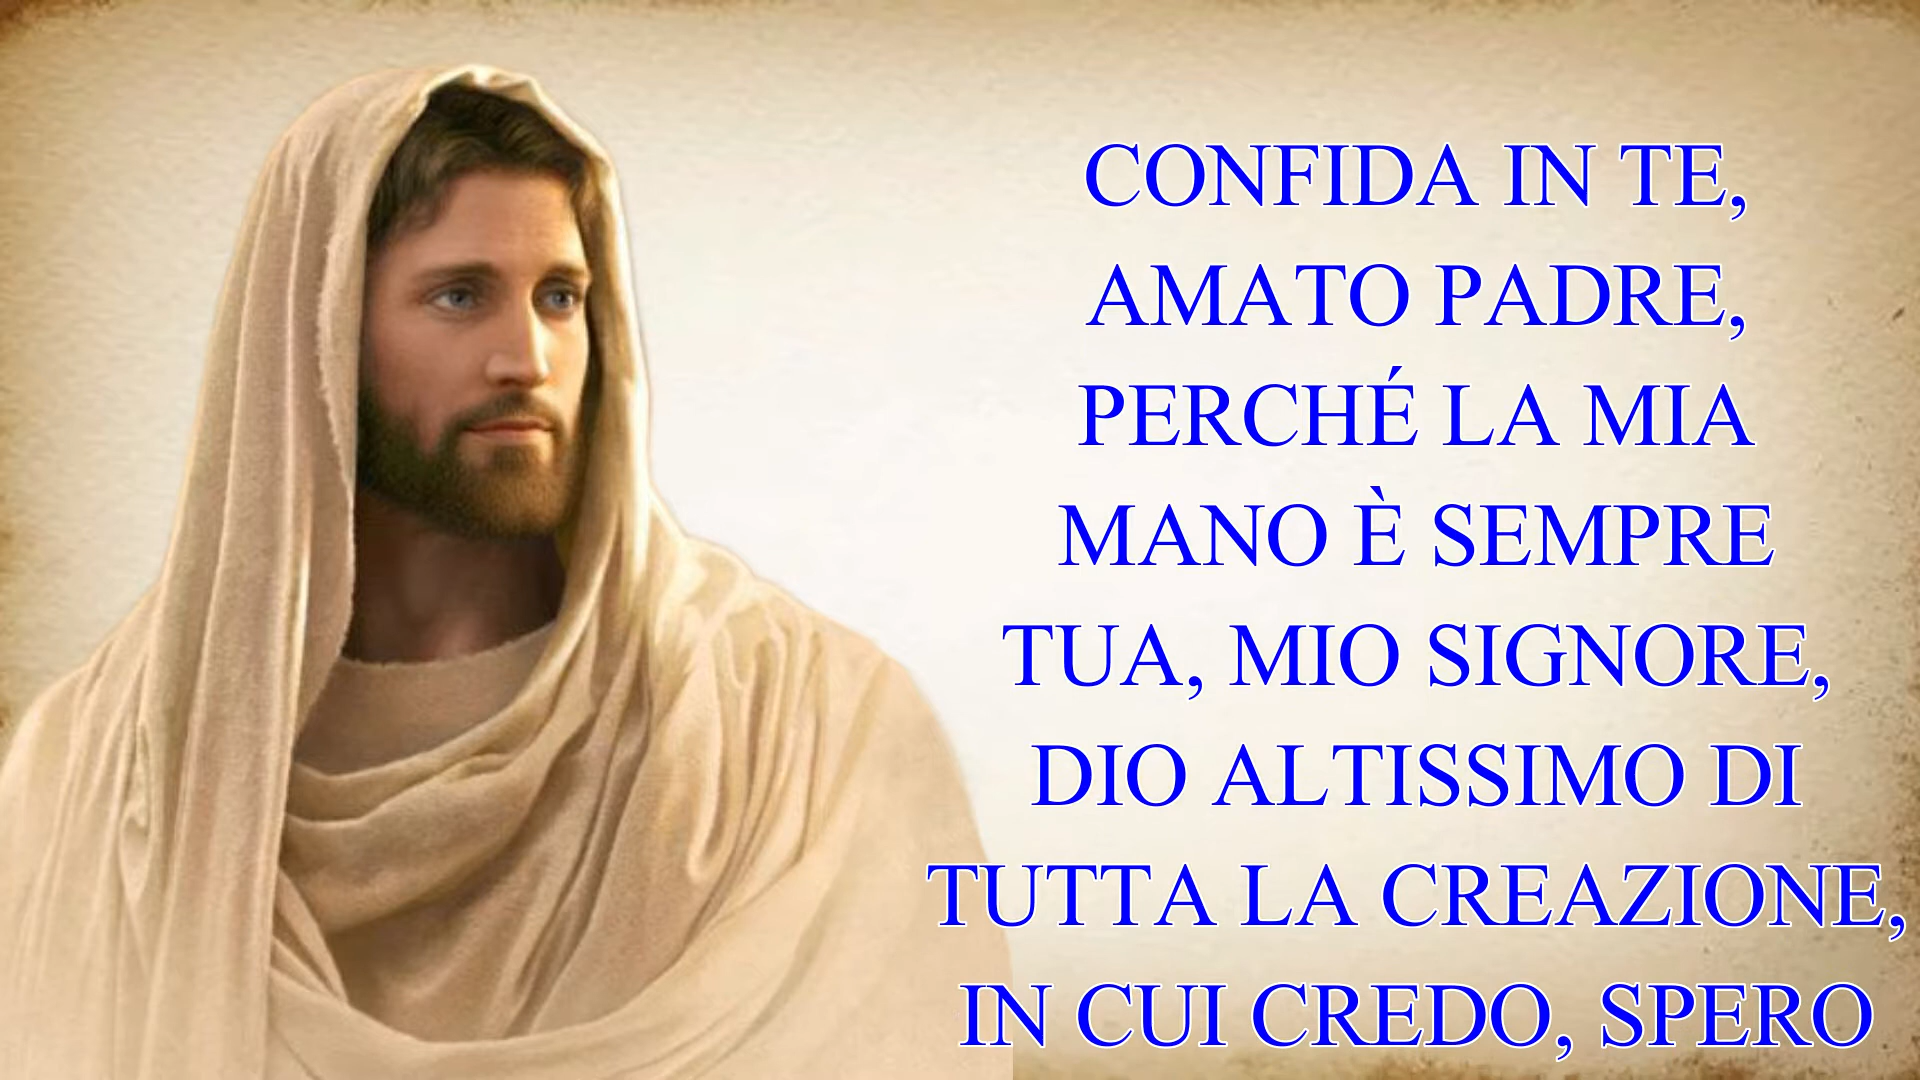 CONFIDA IN TE,
AMATO PADRE,
PERCHÉ LA MIA
MANO È SEMPRE
TUA, MIO SIGNORE,
DIO ALTISSIMO DI
TUTTA LA CREAZIONE,
IN CUI CREDO, SPERO